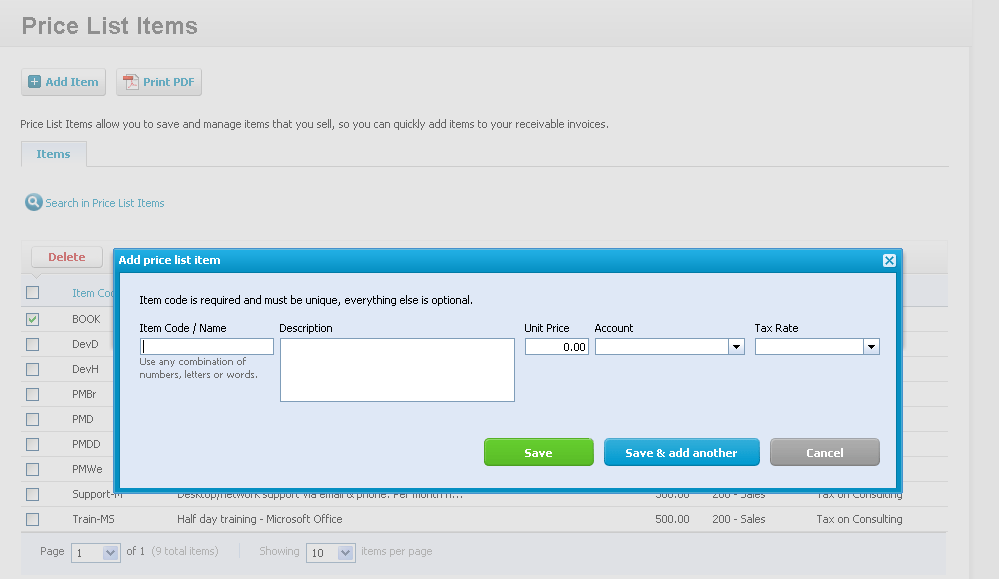 Price List Items
Add Item
Print PDF
Price List Items allow you to save and manage items that you sell, so you can quickly add items to your receivable invoices.
Items
Search in Price List Items
Delete
Add price list item
Item code is required and must be unique, everything else is optional.
Item Code / Name Description Unit Price Account Tax Rate
0.00
Use any combination of
numbers, letters or words.
Save Save & add another Cancel
Item
BOOK
DevD
DevH
PMBr
PMD
PMDD
PMWe
Support-M Desktop/network support via email & phone. Per month 500.00 200 - Sales Tax on Consulting
Train-MS Half day training - Microsoft Office 500.00 200 - Sales Tax on Consulting
Page 1 of 1 (9 total items) Showing 10 items per page